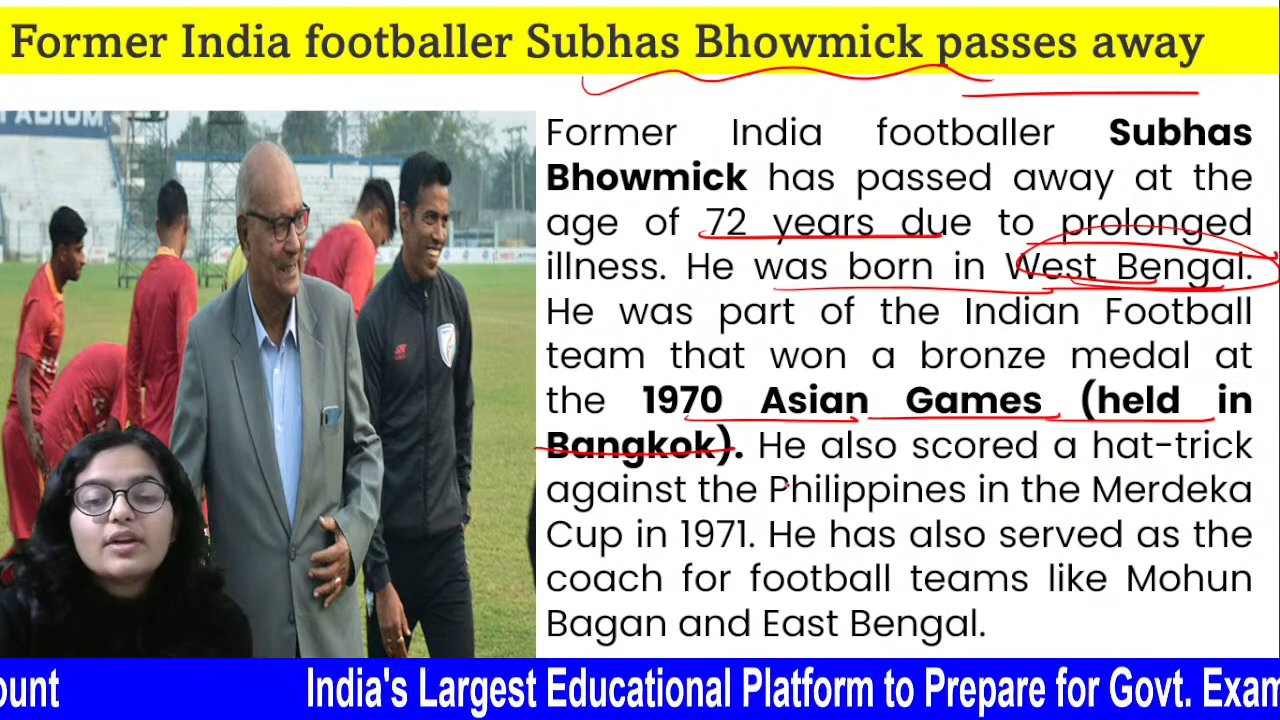 Former India footballer Subhas Bhowmick passes away
TADIUM
Former India footballer Subhas
Bhowmick has passed away at the
age of 72 years due to prolonged
illness. He was born in West Bengal.
He was part of the Indian Football
team that won a bronze medal at
the 1970 Asian Games (held in
Bangkok). He also scored a hat-trick
against the Philippines in the Merdeka
Cup in 1971. He has also served as the
coach for football teams like Mohun
Bagan and East Bengal.
ount India's Largest Educational Platform to Prepare for Govt. Exam